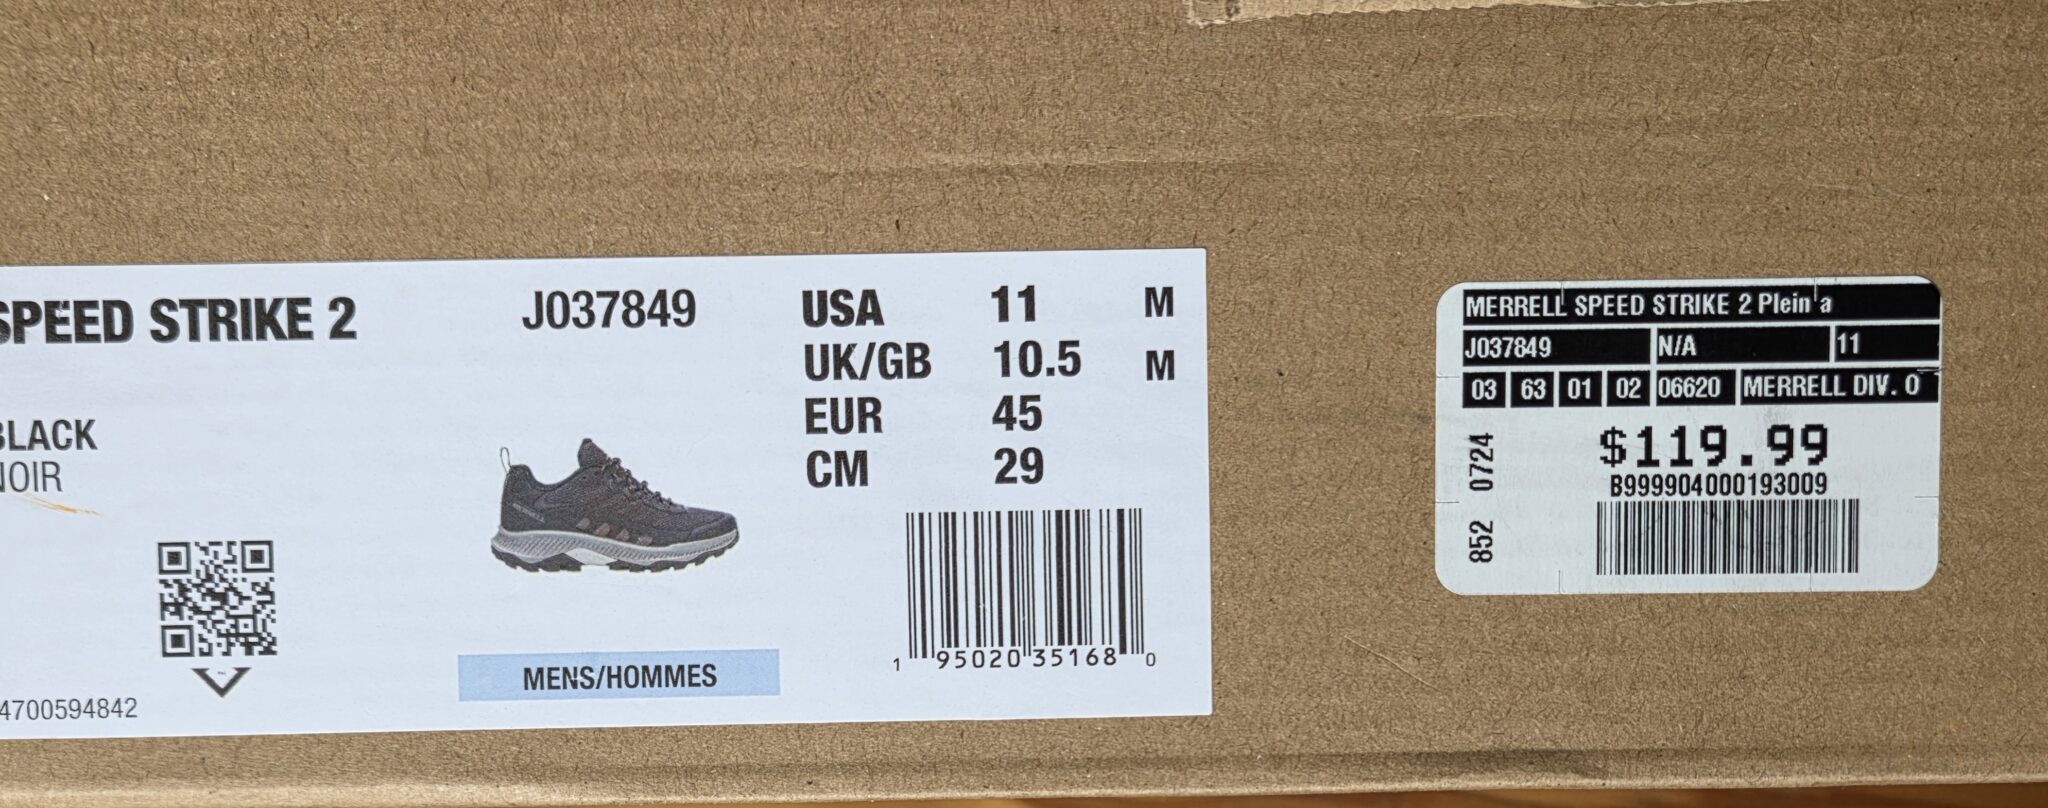 SPEED STRIKE 2
J037849
USA 11 M
UK/GB 10.5 M
EUR 45
CM 29
BLACK
NOIR
MENS/HOMMES
1 95020 35168 0
4700594842
MERRELL SPEED STRIKE 2 Plein a
J037849 N/A 11
03 63 01 02 06620 MERRELL DIV. O
$119.99
B999904000193009
852 0724